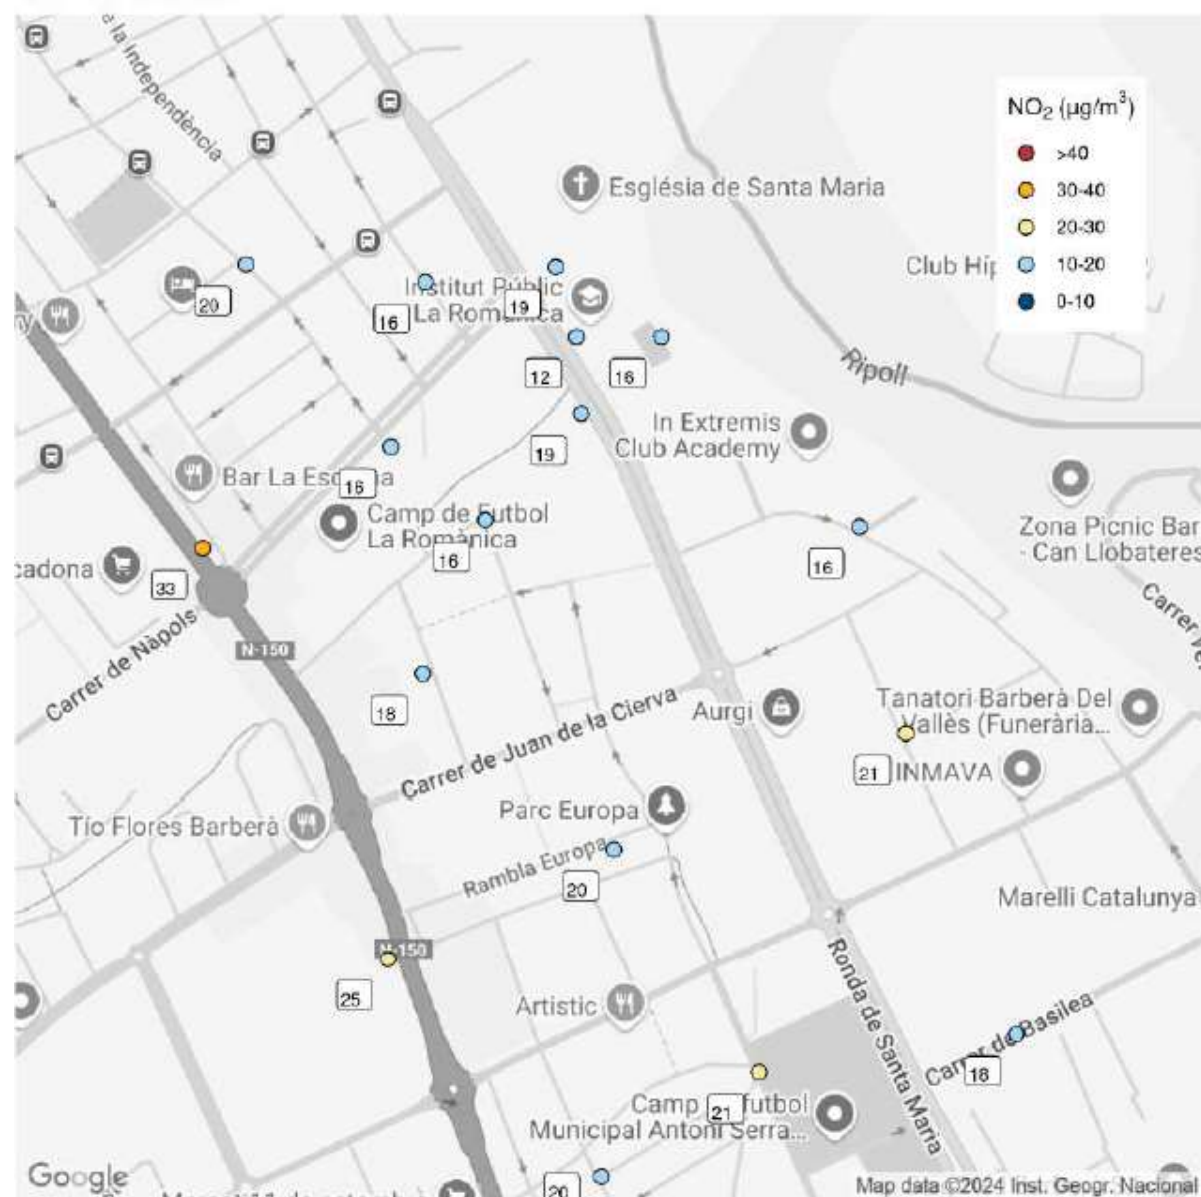 a la Independència
NO₂ (µg/m³)
>40
30-40
20-30
10-20
0-10
Església de Santa Maria
Club Híp
Institut Públic
La Romànica
20
16
19
12
16
Ripoll
In Extremis
Club Academy
19
Bar La Esquina
16
Camp de Futbol
La Romànica
16
16
Zona Picnic Bar
- Can Llobateres
cadona
33
Carrer de Nàpols
N-150
18
Carrer de Juan de la Cierva
Aurgi
Tanatori Barberà Del
Vallès (Funerària...
21
INMAVA
Parc Europa
Tío Flores Barberà
Rambla Europa
20
Marelli Catalunya
N-150
25
Artistic
Ronda de Santa Maria
Carrer de Basilea
18
Camp de futbol
21
Municipal Antoni Serra...
20
Google
Map data ©2024 Inst. Geogr. Nacional